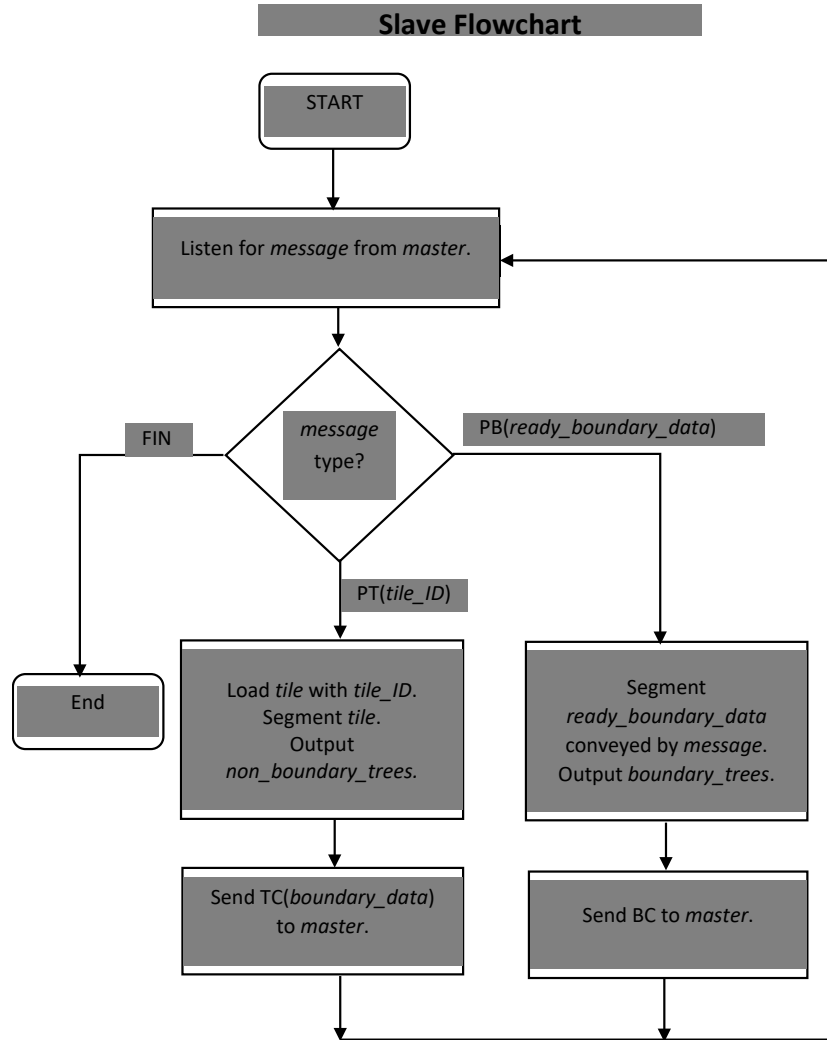 Slave Flowchart
START
Listen for message from master.
message
type?
FIN
PB(ready_boundary_data)
PT(tile_ID)
End
Load tile with tile_ID.
Segment tile.
Output
non_boundary_trees.
Segment
ready_boundary_data
conveyed by message.
Output boundary_trees.
Send TC(boundary_data)
to master.
Send BC to master.